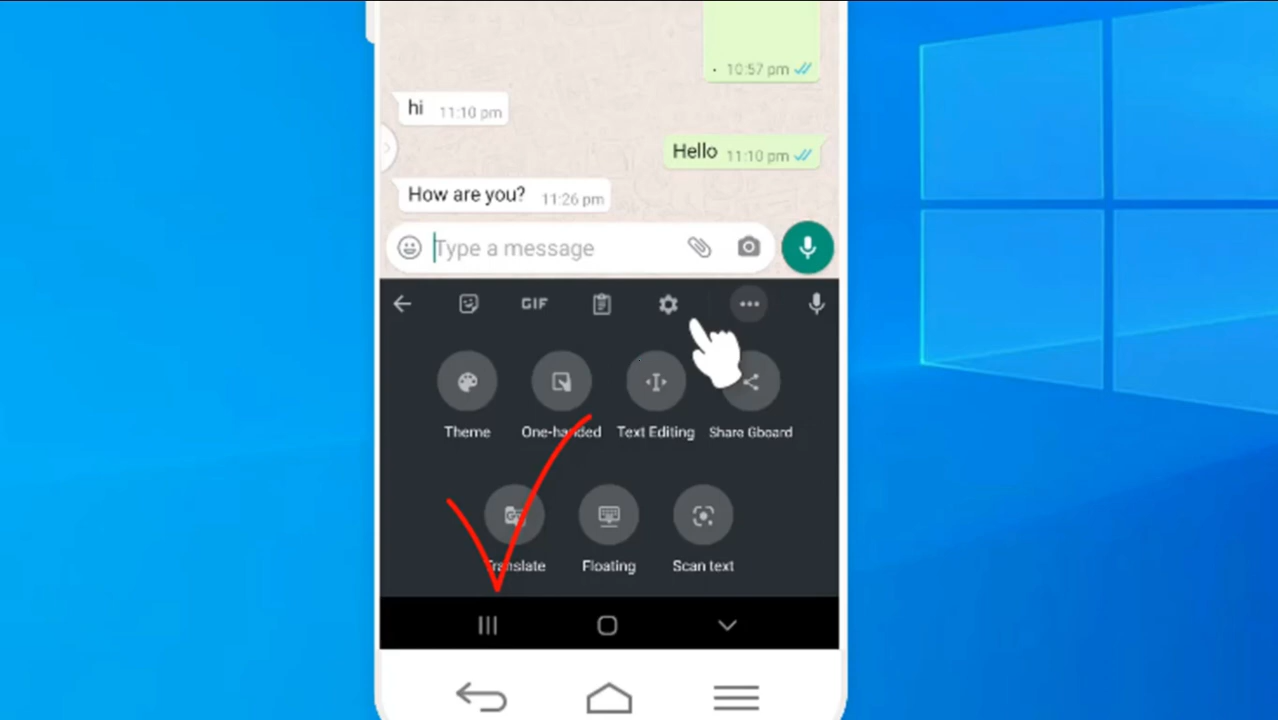 10:57 pm
hi 11:10 pm
Hello 11:10 pm
How are you? 11:26 pm
Type a message
GIF
Theme One-handed Text Editing Share Gboard
Translate Floating Scan text